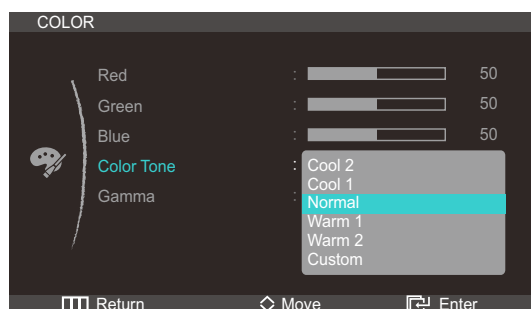 COLOR
Red : 50
Green : 50
Blue : 50
Color Tone : Cool 2
Cool 1
Gamma : Normal
Warm 1
Warm 2
Custom
Return Move Enter